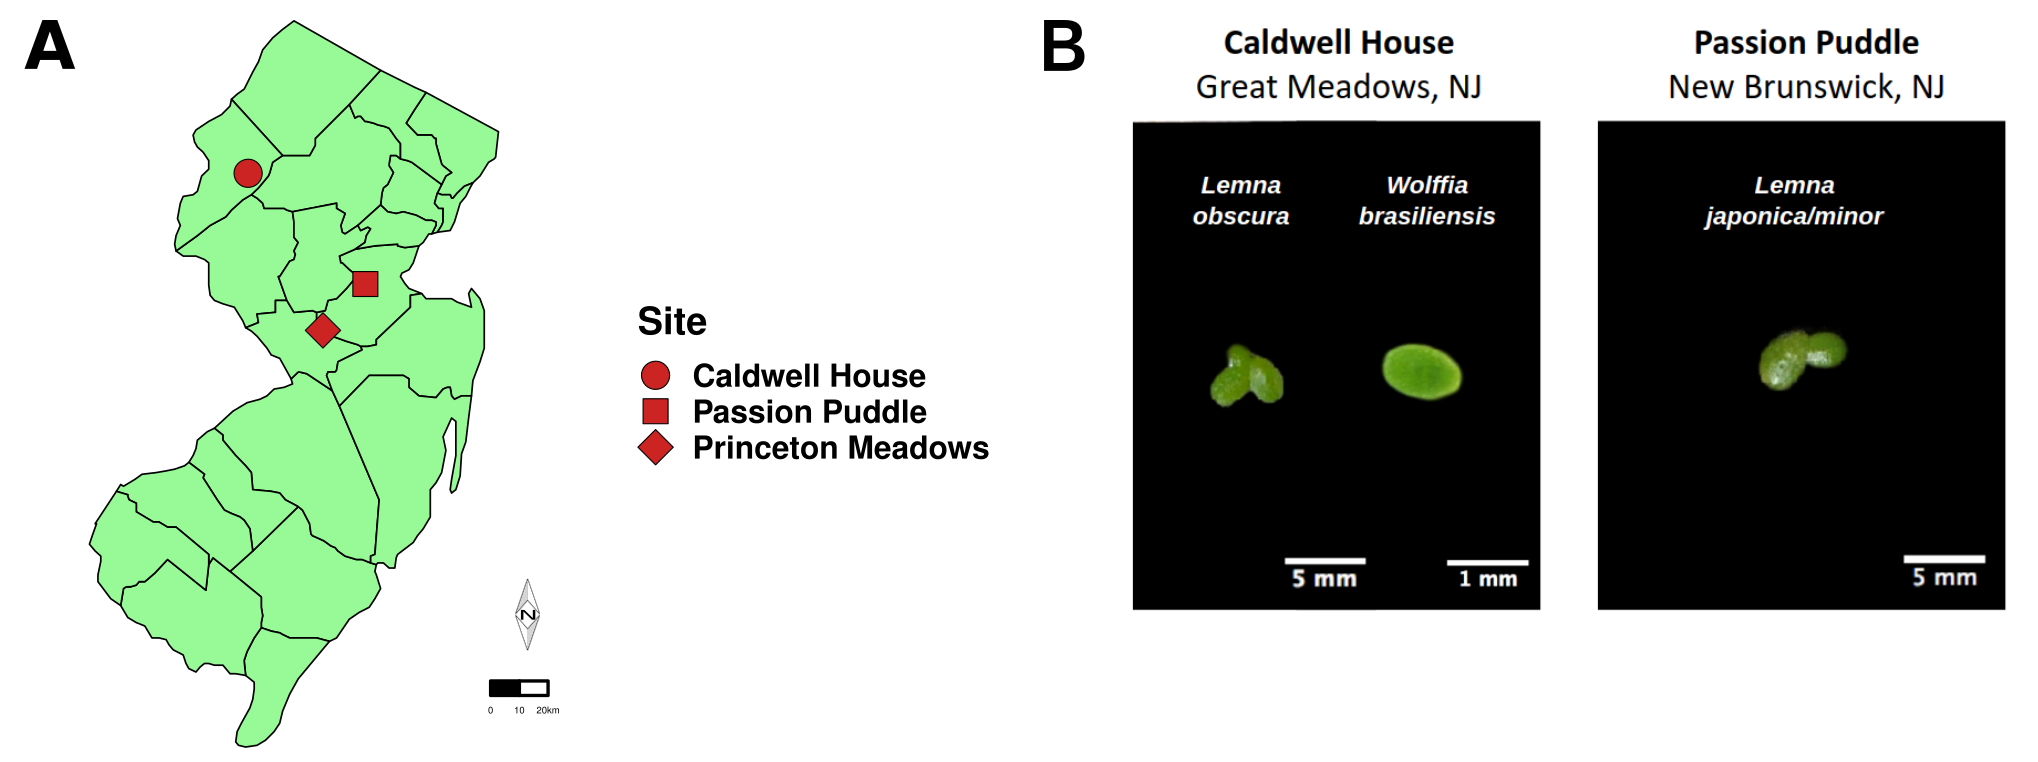 A
Site
Caldwell House
Passion Puddle
Princeton Meadows
N
0 10 20km
B
Caldwell House
Great Meadows, NJ
Lemna
obscura
Wolffia
brasiliensis
5 mm
1 mm
Passion Puddle
New Brunswick, NJ
Lemna
japonica/minor
5 mm